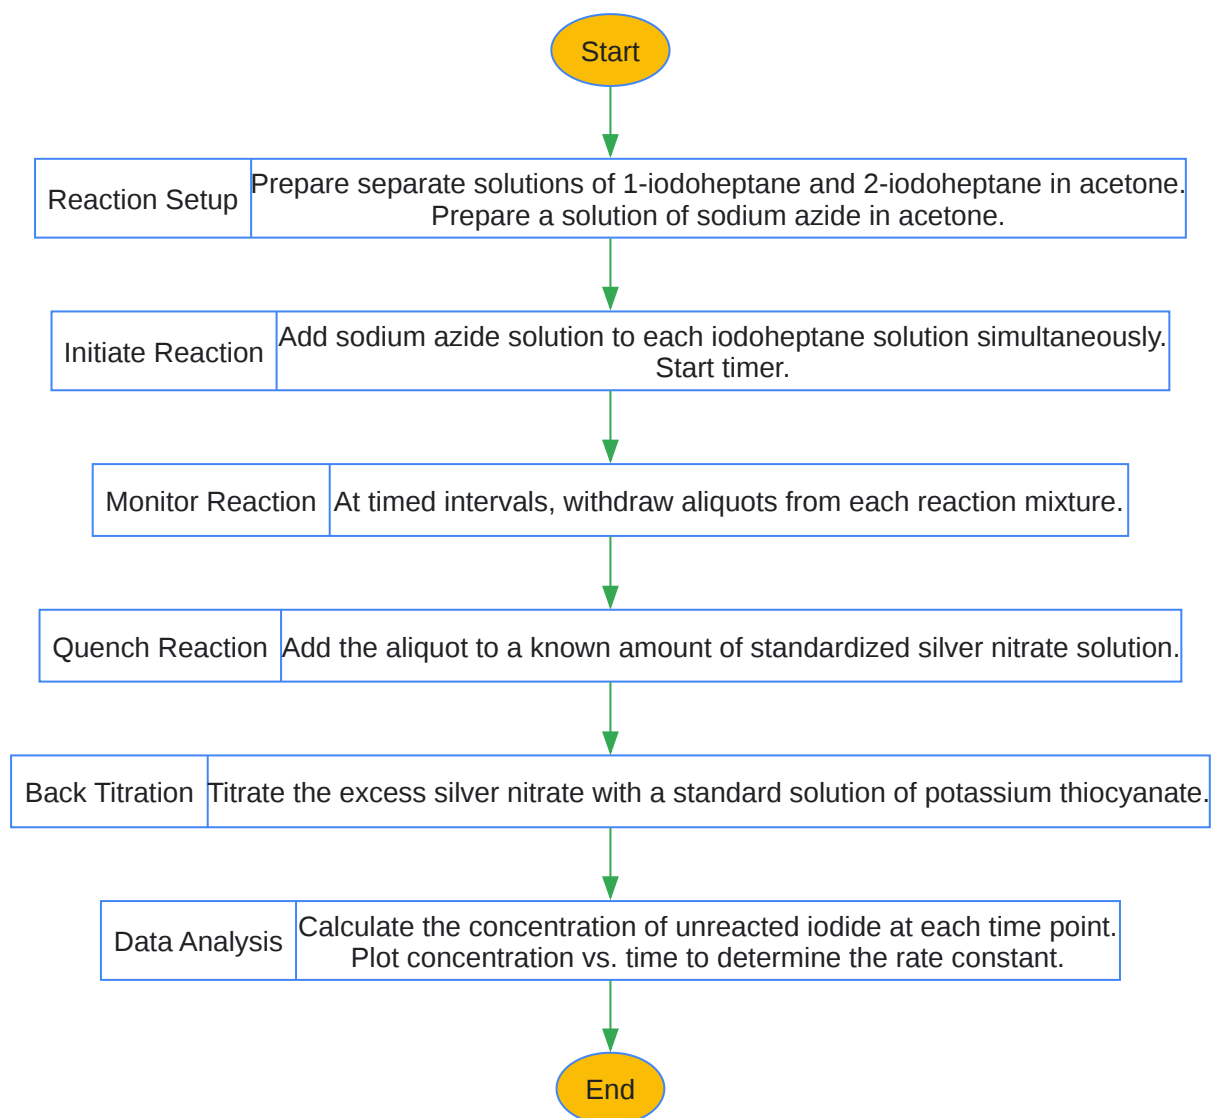 Start
Reaction Setup
Prepare separate solutions of 1-iodoheptane and 2-iodoheptane in acetone.
Prepare a solution of sodium azide in acetone.
Initiate Reaction
Add sodium azide solution to each iodoheptane solution simultaneously.
Start timer.
Monitor Reaction
At timed intervals, withdraw aliquots from each reaction mixture.
Quench Reaction
Add the aliquot to a known amount of standardized silver nitrate solution.
Back Titration
Titrate the excess silver nitrate with a standard solution of potassium thiocyanate.
Data Analysis
Calculate the concentration of unreacted iodide at each time point.
Plot concentration vs. time to determine the rate constant.
End